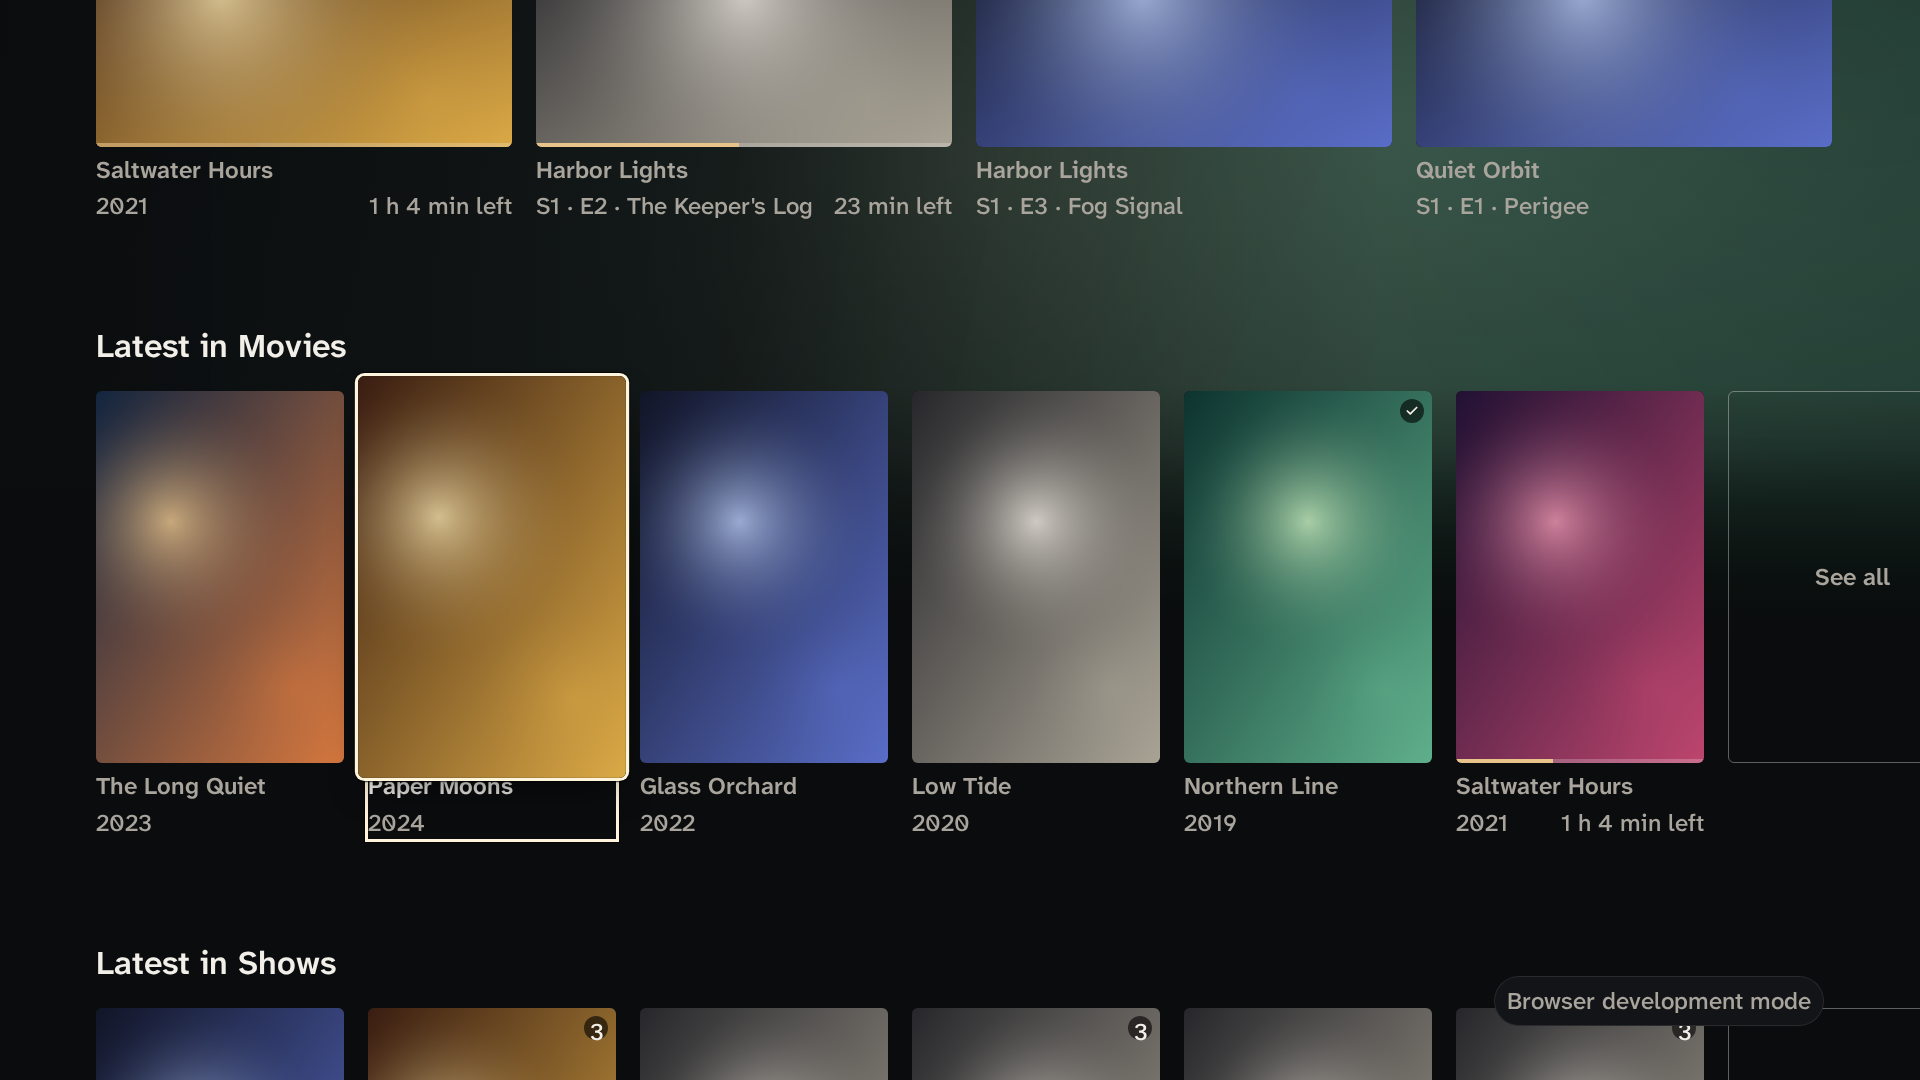 Saltwater Hours
2021 1 h 4 min left
Harbor Lights
S1 · E2 · The Keeper's Log 23 min left
Harbor Lights
S1 · E3 · Fog Signal
Quiet Orbit
S1 · E1 · Perigee
Latest in Movies
The Long Quiet
2023
Paper Moons
2024
Glass Orchard
2022
Low Tide
2020
Northern Line
2019
Saltwater Hours
2021 1 h 4 min left
See all
Latest in Shows
3
3
3
Browser development mode